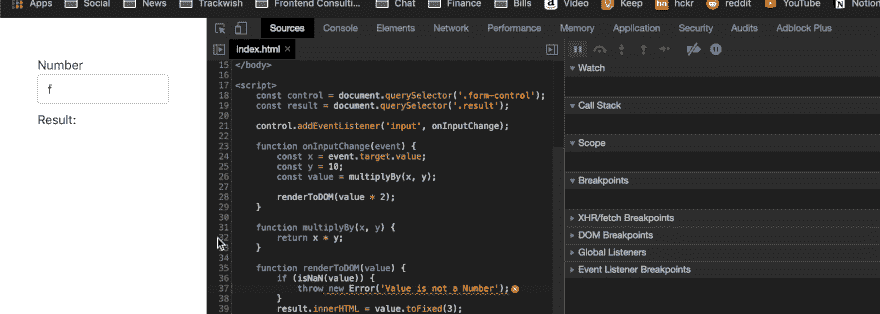 Apps Social News Trackwish Frontend Consulti... Chat Finance Bills Video Keep hckr reddit YouTube Notion
Sources Console Elements Network Performance Memory Application Security Audits Adblock Plus
index.html ×
Number
f
Result:
15 </body>
16
17 <script>
18 const control = document.querySelector('.form-control');
19 const result = document.querySelector('.result');
20
21 control.addEventListener('input', onInputChange);
22
23 function onInputChange(event) {
24 const x = event.target.value;
25 const y = 10;
26 const value = multiplyBy(x, y);
27
28 renderToDOM(value * 2);
29 }
30
31 function multiplyBy(x, y) {
32 return x * y;
33 }
34
35 function renderToDOM(value) {
36 if (isNaN(value)) {
37 throw new Error('Value is not a Number');
38 }
39 result.innerHTML = value.toFixed(3);
Watch
Call Stack
Scope
Breakpoints
XHR/fetch Breakpoints
DOM Breakpoints
Global Listeners
Event Listener Breakpoints